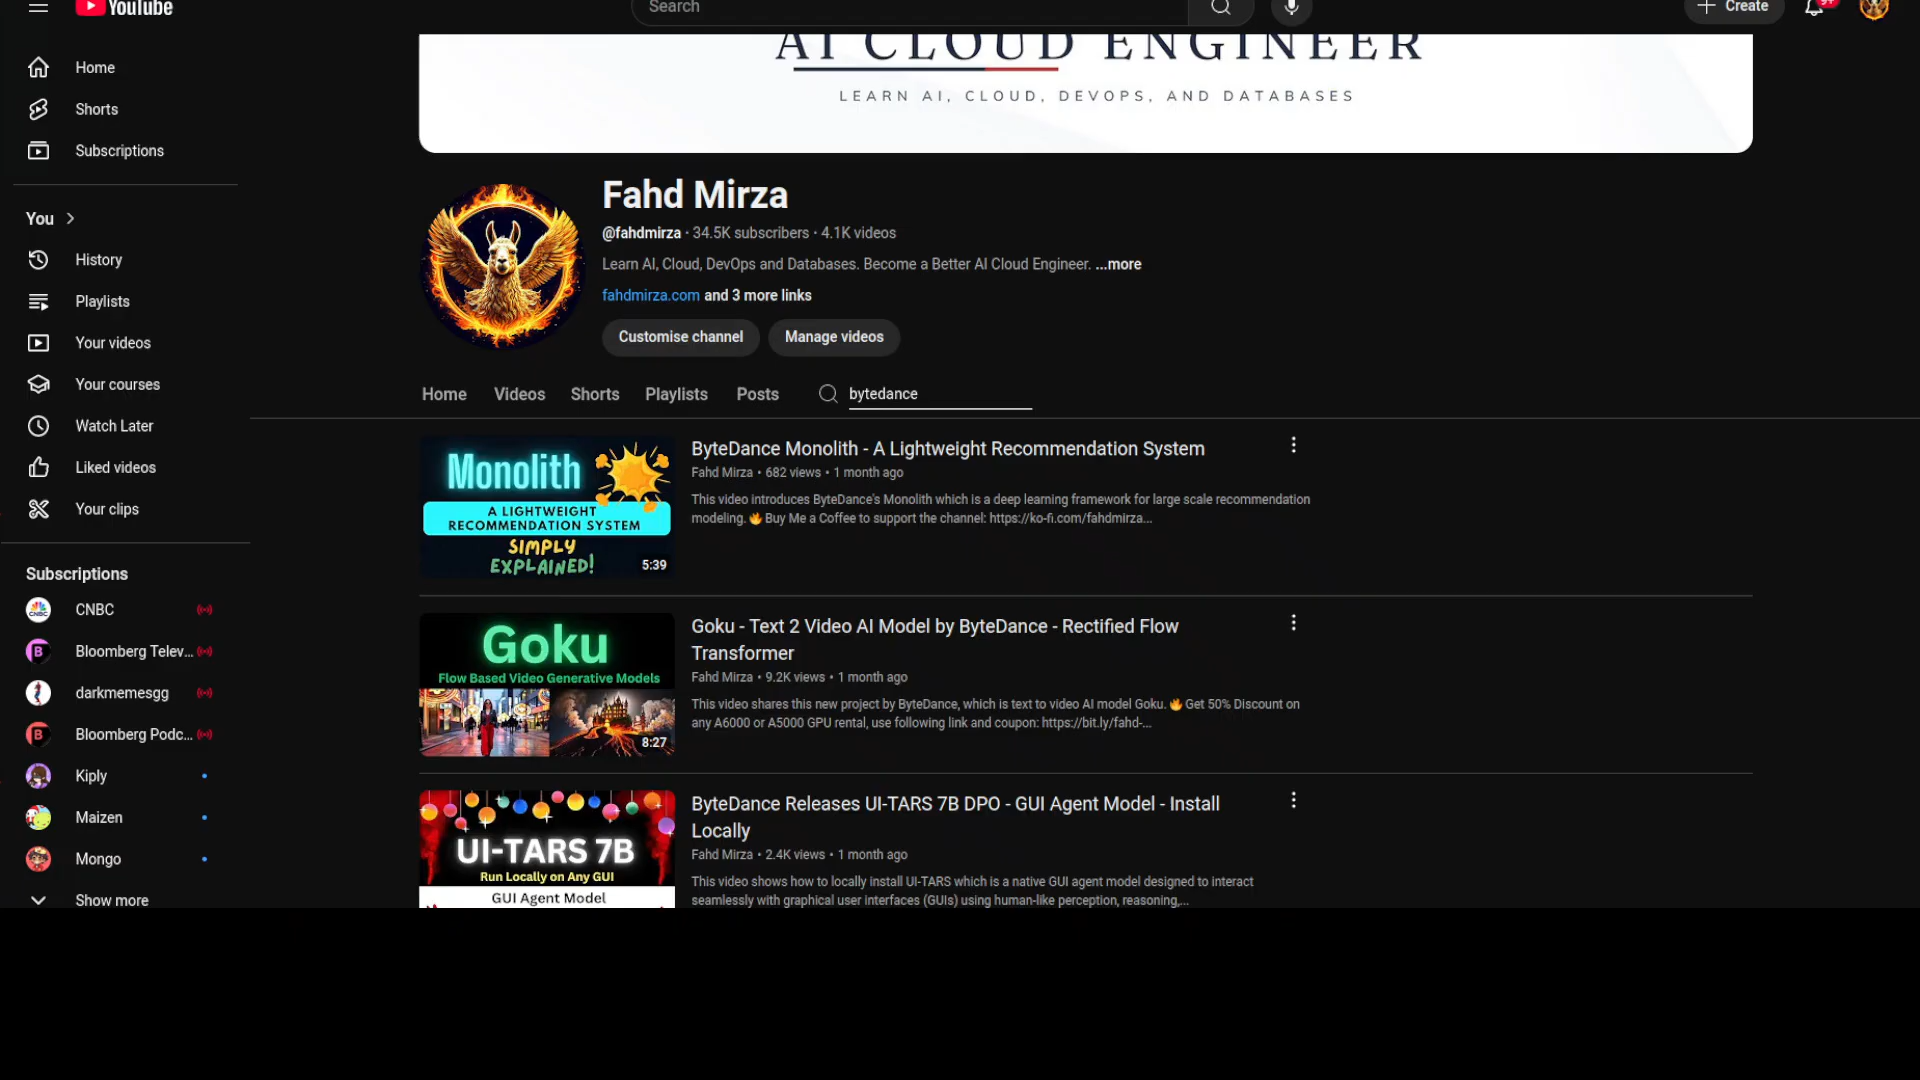 YouTube
Search
Create
9+
Home
Shorts
Subscriptions
You
History
Playlists
Your videos
Your courses
Watch Later
Liked videos
Your clips
Subscriptions
CNBC
Bloomberg Telev...
darkmemesgg
Bloomberg Podc...
Kiply
Maizen
Mongo
Show more
AI CLOUD ENGINEER
LEARN AI, CLOUD, DEVOPS, AND DATABASES
Fahd Mirza
@fahdmirza · 34.5K subscribers · 4.1K videos
Learn AI, Cloud, DevOps and Databases. Become a Better AI Cloud Engineer. ...more
fahdmirza.com and 3 more links
Customise channel Manage videos
Home Videos Shorts Playlists Posts bytedance
Monolith
A LIGHTWEIGHT
RECOMMENDATION SYSTEM
SIMPLY
EXPLAINED!
5:39
ByteDance Monolith - A Lightweight Recommendation System
Fahd Mirza • 682 views • 1 month ago
This video introduces ByteDance's Monolith which is a deep learning framework for large scale recommendation
modeling. 🔥 Buy Me a Coffee to support the channel: https://ko-fi.com/fahdmirza...
Goku
Flow Based Video Generative Models
8:27
Goku - Text 2 Video AI Model by ByteDance - Rectified Flow
Transformer
Fahd Mirza • 9.2K views • 1 month ago
This video shares this new project by ByteDance, which is text to video AI model Goku. 🔥 Get 50% Discount on
any A6000 or A5000 GPU rental, use following link and coupon: https://bit.ly/fahd-...
UI-TARS 7B
Run Locally on Any GUI
GUI Agent Model
ByteDance Releases UI-TARS 7B DPO - GUI Agent Model - Install
Locally
Fahd Mirza • 2.4K views • 1 month ago
This video shows how to locally install UI-TARS which is a native GUI agent model designed to interact
seamlessly with graphical user interfaces (GUIs) using human-like perception, reasoning,...